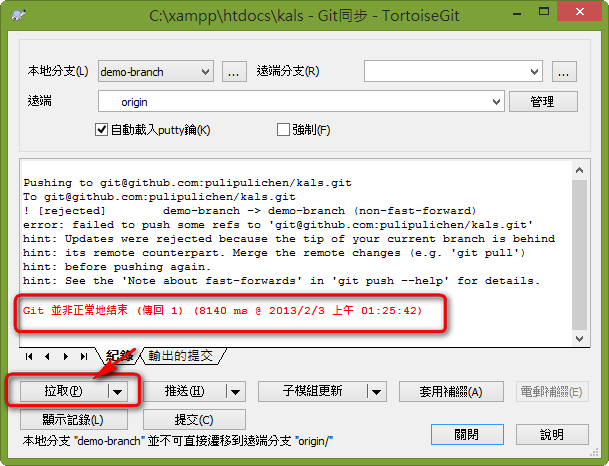 C:\xampp\htdocs\kals - Git同步 - TortoiseGit
本地分支(L) demo-branch ... 遠端分支(R) ...
遠端 origin 管理
自動載入putty鑰(K) 強制(F)
Pushing to git@github.com:pulipulichen/kals.git
To git@github.com:pulipulichen/kals.git
! [rejected] demo-branch -> demo-branch (non-fast-forward)
error: failed to push some refs to 'git@github.com:pulipulichen/kals.git'
hint: Updates were rejected because the tip of your current branch is behind
hint: its remote counterpart. Merge the remote changes (e.g. 'git pull')
hint: before pushing again.
hint: See the 'Note about fast-forwards' in 'git push --help' for details.
Git 並非正常地結束 (傳回 1) (8140 ms @ 2013/2/3 上午 01:25:42)
紀錄 輸出的提交
拉取(P) 推送(H) 子模組更新 套用補綴(A) 電郵補綴(E)
顯示記錄(L) 提交(C)
本地分支 "demo-branch" 並不可直接遷移到遠端分支 "origin/"
關閉 說明